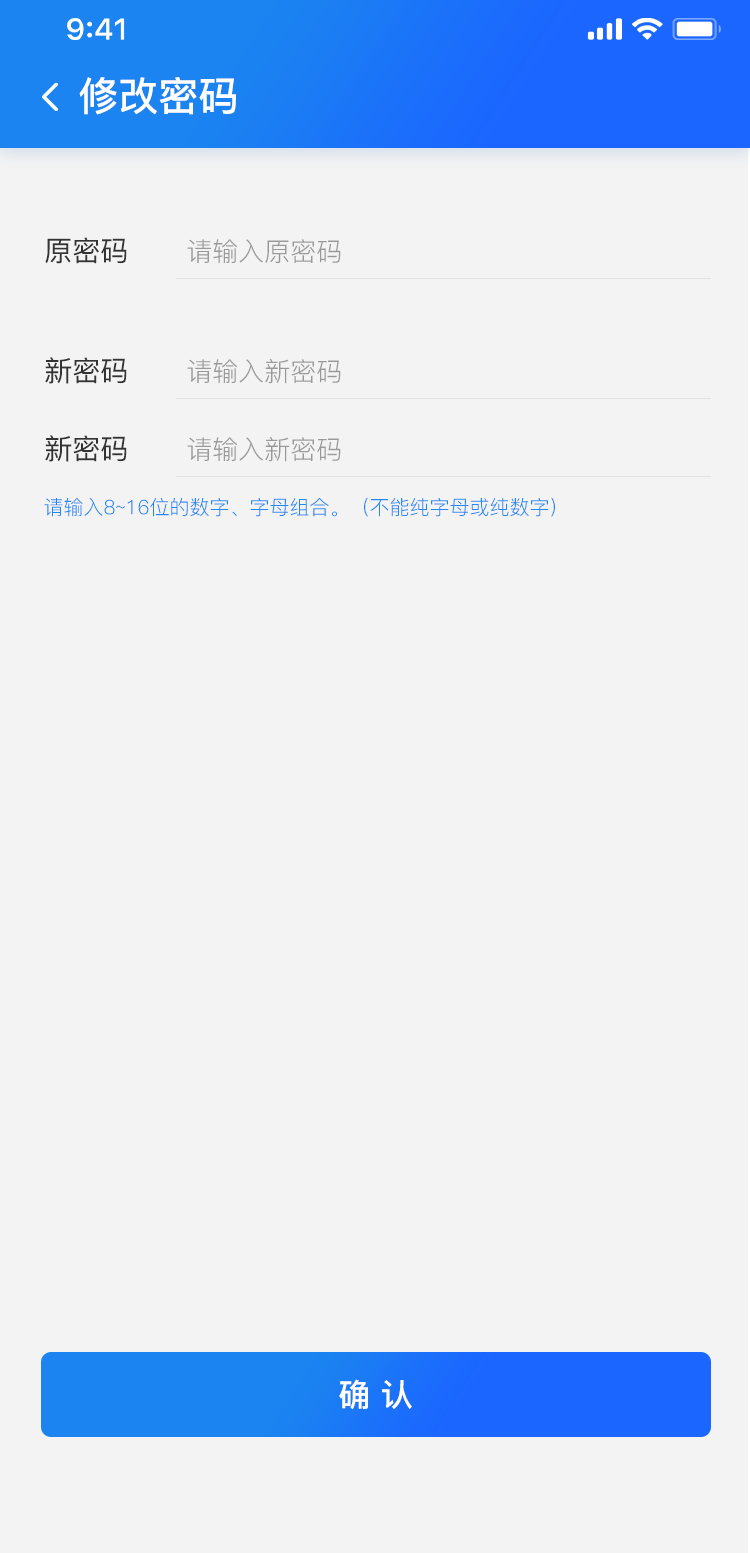 9:41
修改密码
原密码 请输入原密码
新密码 请输入新密码
新密码 请输入新密码
请输入8~16位的数字、字母组合。（不能纯字母或纯数字）
确 认